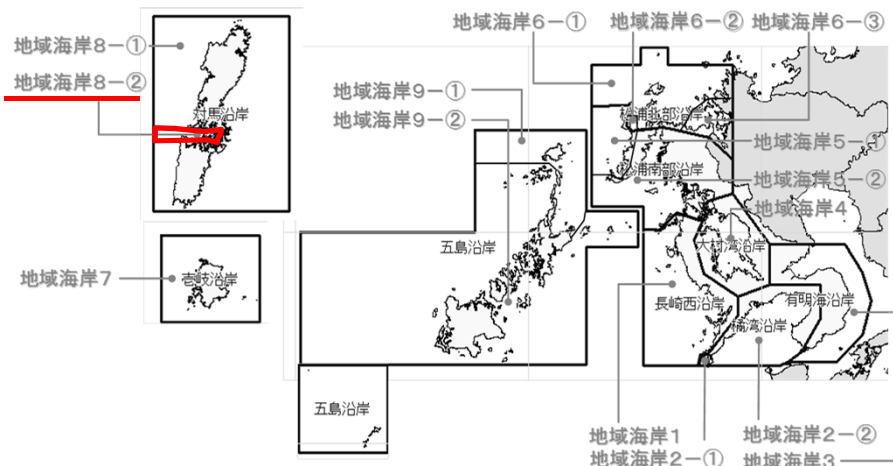 地域海岸8－①
地域海岸8－②
対馬沿岸
地域海岸7
壱岐沿岸
地域海岸9－①
地域海岸9－②
五島沿岸
五島沿岸
地域海岸6－①
地域海岸6－②
地域海岸6－③
松浦北部沿岸
地域海岸5－①
松浦南部沿岸
地域海岸5－②
地域海岸4
大村湾沿岸
長崎西沿岸
有明海沿岸
橘湾沿岸
地域海岸1
地域海岸2－①
地域海岸2－②
地域海岸3